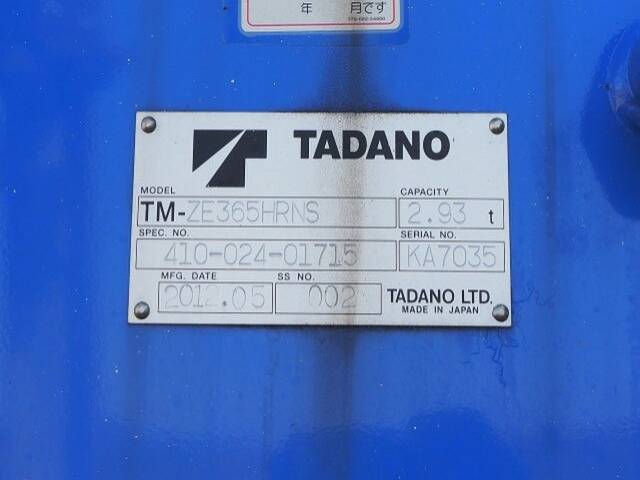 年 月です
TADANO
MODEL CAPACITY
TM-ZE365HRNS 2.93 t
SPEC. NO. SERIAL NO.
410-024-01715 KA7035
MFG. DATE SS NO.
2012.05 002 TADANO LTD.
MADE IN JAPAN